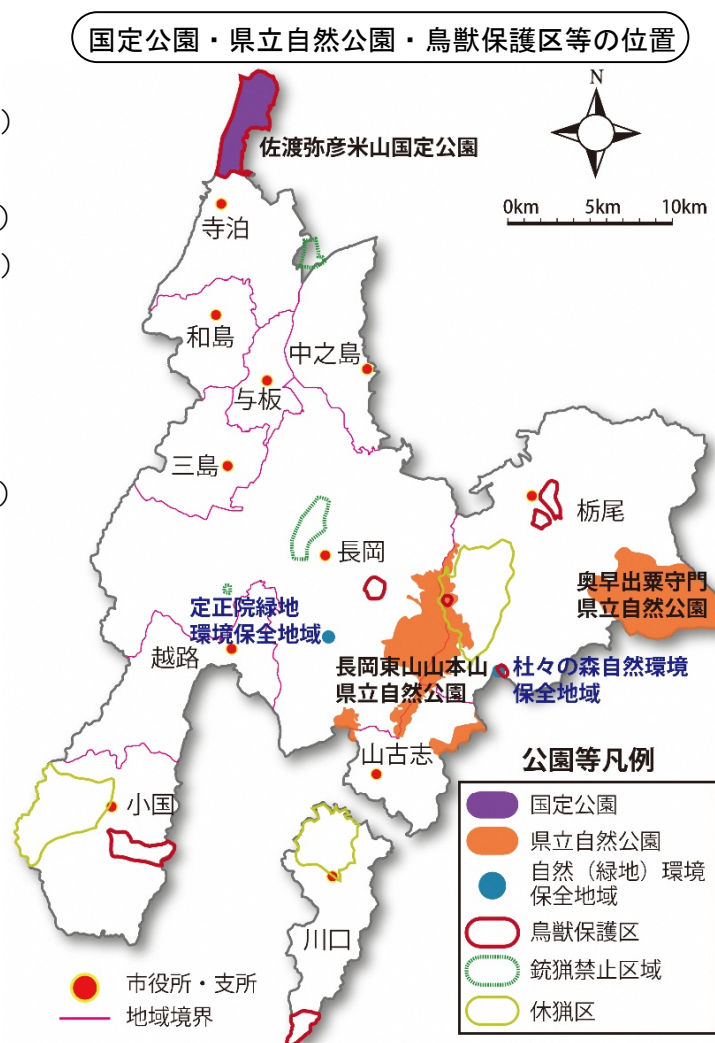 国定公園・県立自然公園・鳥獣保護区等の位置
)
)
)
)
N
0km 5km 10km
佐渡弥彦米山国定公園
寺泊
和島
中之島
与板
三島
栃尾
長岡
奥早出粟守門
県立自然公園
定正院緑地
環境保全地域
越路
長岡東山山本山
県立自然公園
杜々の森自然環境
保全地域
山古志
小国
川口
公園等凡例
国定公園
県立自然公園
自然（緑地）環境
保全地域
鳥獣保護区
銃猟禁止区域
休猟区
市役所・支所
地域境界